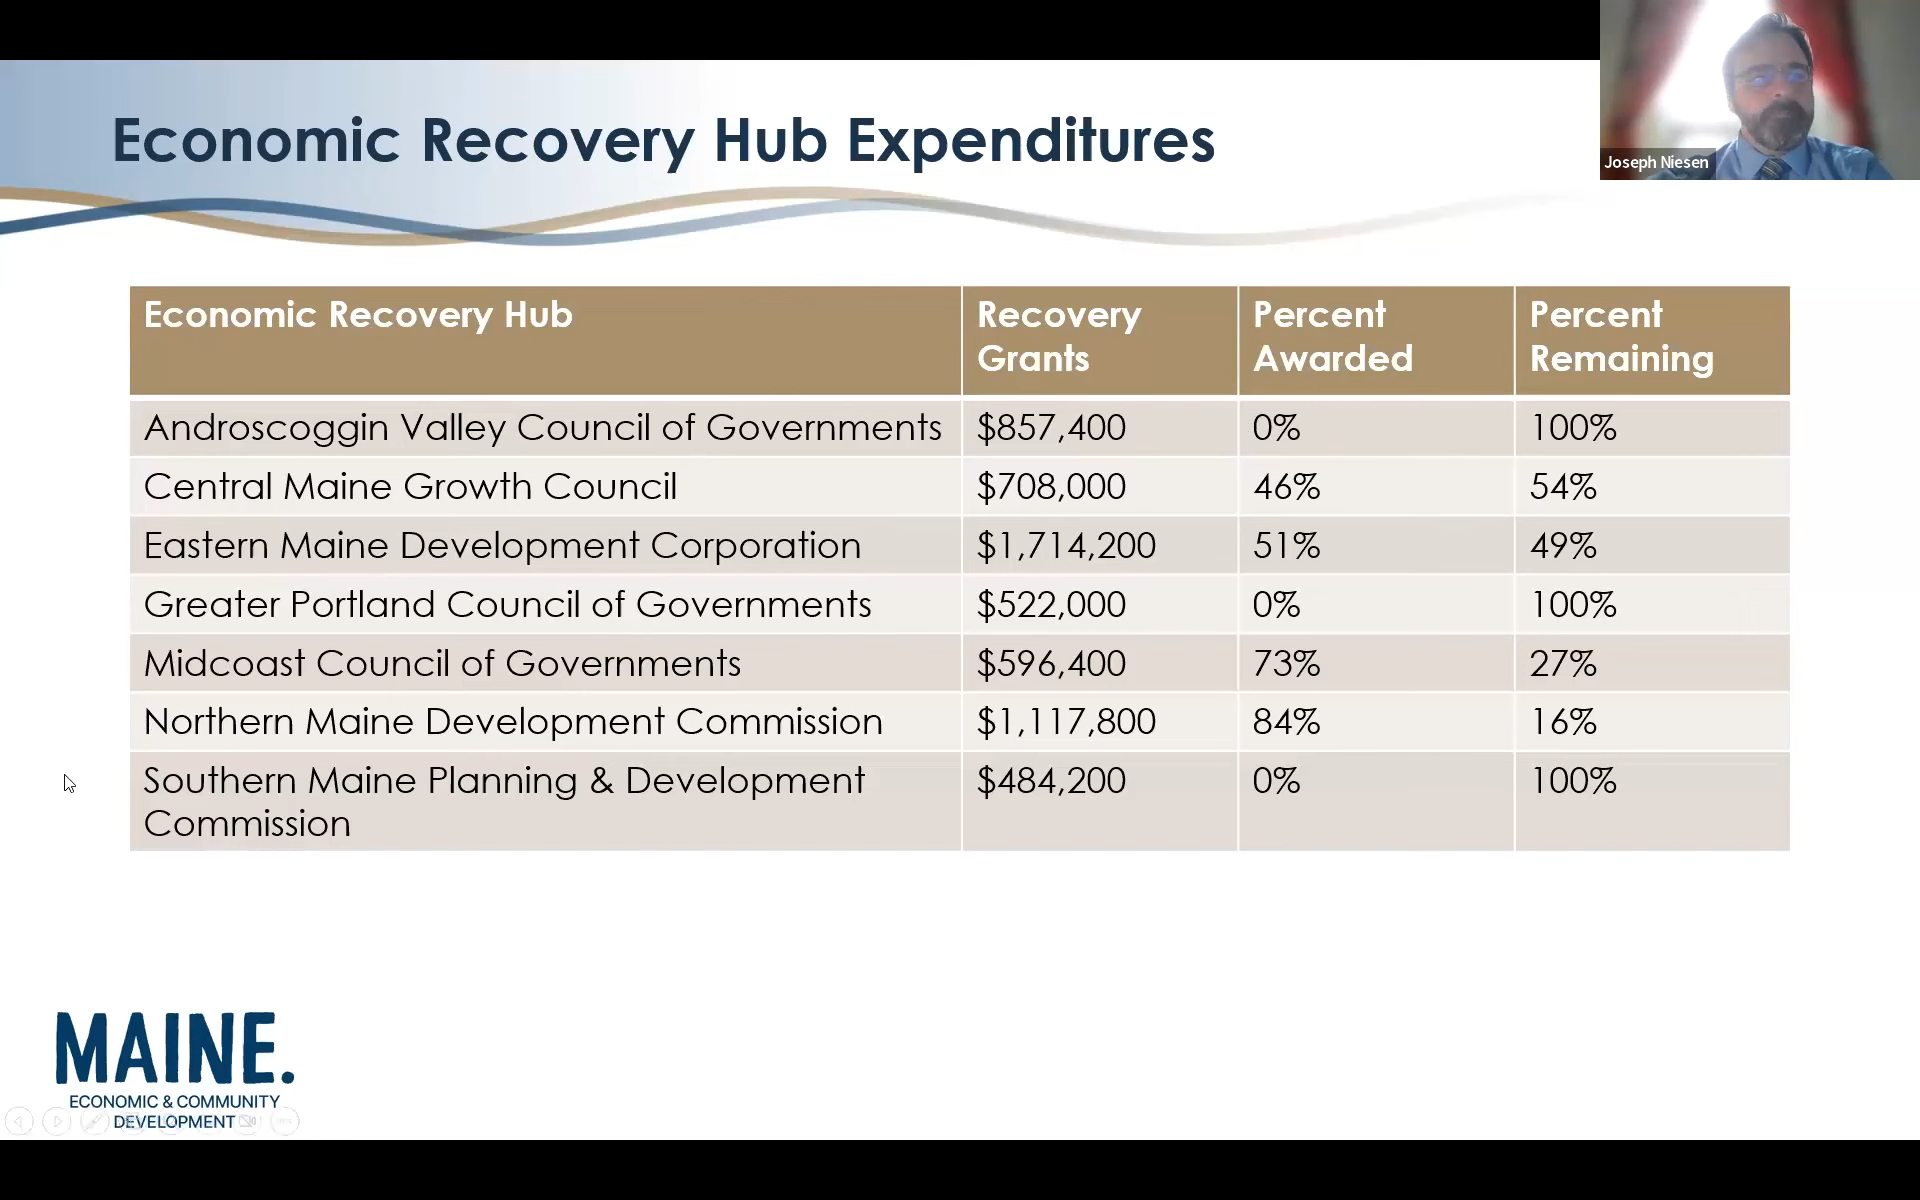 Economic Recovery Hub Expenditures
Joseph Niesen
Economic Recovery Hub
Recovery Grants
Percent Awarded
Percent Remaining
Androscoggin Valley Council of Governments $857,400 0% 100%
Central Maine Growth Council $708,000 46% 54%
Eastern Maine Development Corporation $1,714,200 51% 49%
Greater Portland Council of Governments $522,000 0% 100%
Midcoast Council of Governments $596,400 73% 27%
Northern Maine Development Commission $1,117,800 84% 16%
Southern Maine Planning & Development $484,200 0% 100%
Commission
MAINE.
ECONOMIC & COMMUNITY
DEVELOPMENT